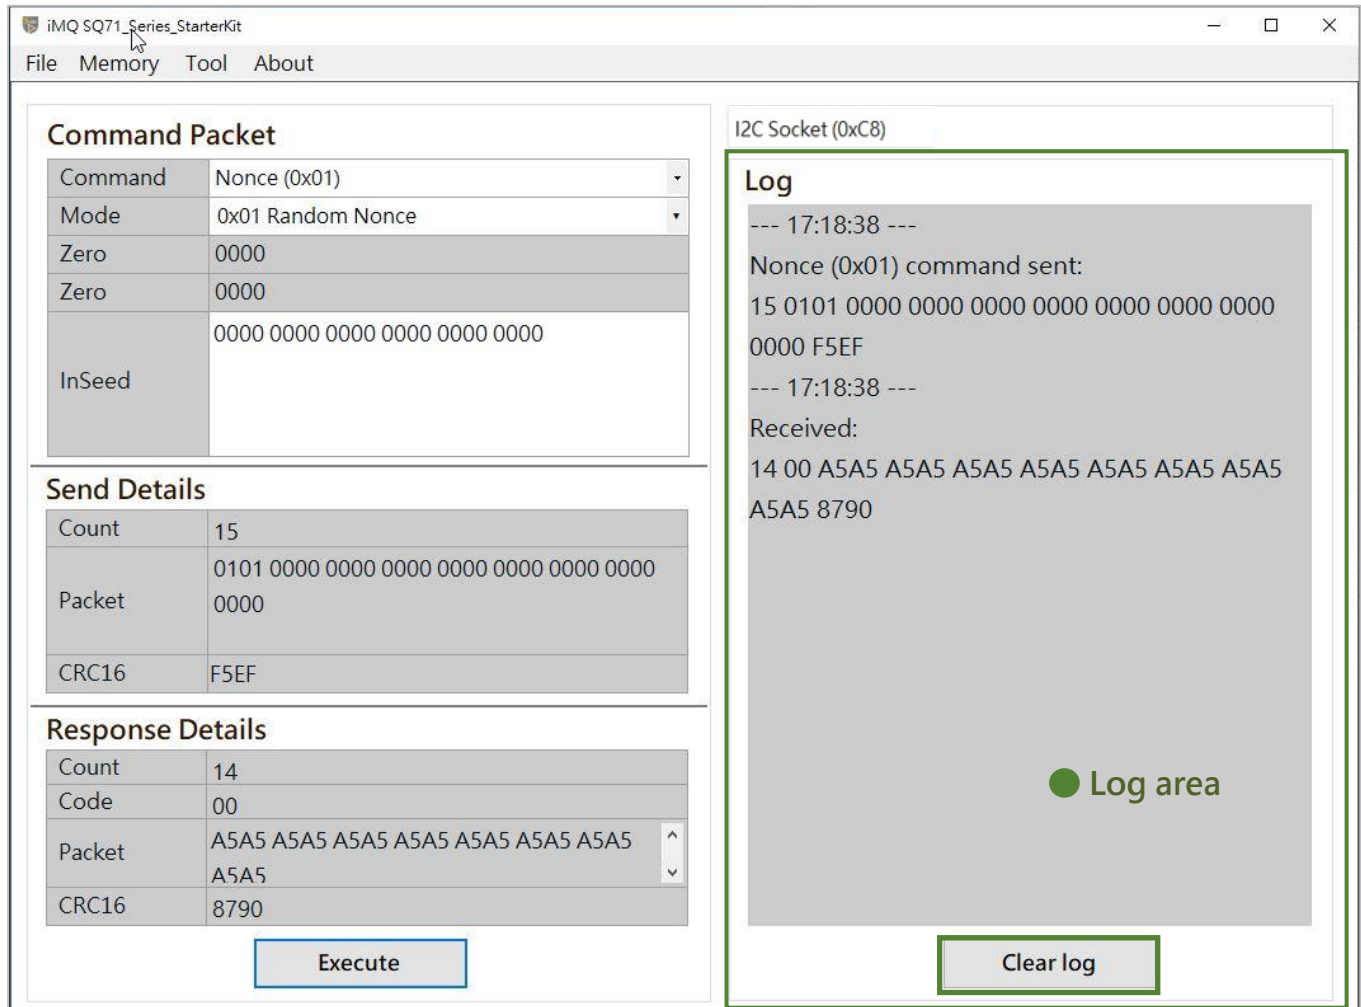 iMQ SQ71_Series_StarterKit
File Memory Tool About
Command Packet
Command Nonce (0x01)
Mode 0x01 Random Nonce
Zero 0000
Zero 0000
InSeed 0000 0000 0000 0000 0000 0000
Send Details
Count 15
Packet 0101 0000 0000 0000 0000 0000 0000 0000
0000
CRC16 F5EF
Response Details
Count 14
Code 00
Packet A5A5 A5A5 A5A5 A5A5 A5A5 A5A5 A5A5
A5A5
CRC16 8790
Execute
I2C Socket (0xC8)
Log
--- 17:18:38 ---
Nonce (0x01) command sent:
15 0101 0000 0000 0000 0000 0000 0000 0000
0000 F5EF
--- 17:18:38 ---
Received:
14 00 A5A5 A5A5 A5A5 A5A5 A5A5 A5A5 A5A5
A5A5 8790
Log area
Clear log